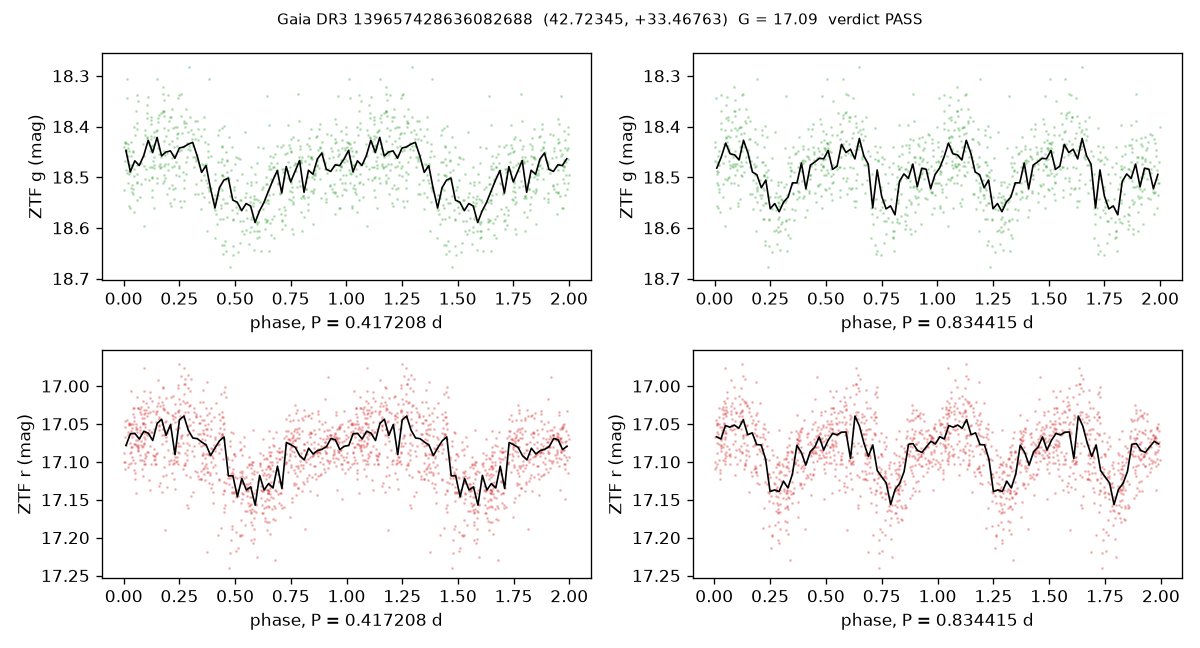 Gaia DR3 139657428636082688 (42.72345, +33.46763) G = 17.09 verdict PASS
ZTF g (mag)
18.3
18.4
18.5
18.6
18.7
0.00 0.25 0.50 0.75 1.00 1.25 1.50 1.75 2.00
phase, P = 0.417208 d
ZTF g (mag)
18.3
18.4
18.5
18.6
18.7
0.00 0.25 0.50 0.75 1.00 1.25 1.50 1.75 2.00
phase, P = 0.834415 d
ZTF r (mag)
17.00
17.05
17.10
17.15
17.20
17.25
0.00 0.25 0.50 0.75 1.00 1.25 1.50 1.75 2.00
phase, P = 0.417208 d
ZTF r (mag)
17.00
17.05
17.10
17.15
17.20
17.25
0.00 0.25 0.50 0.75 1.00 1.25 1.50 1.75 2.00
phase, P = 0.834415 d